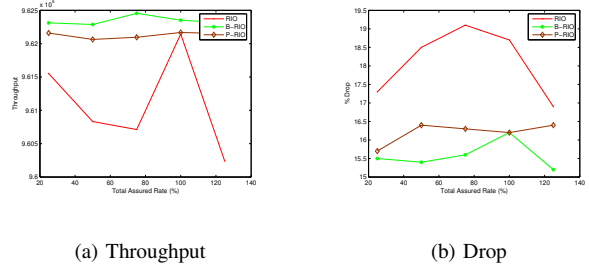 9.625 x 10⁵
9.62
9.615
9.61
9.605
9.6
20 40 60 80 100 120 140
Total Assured Rate (%)
Throughput
RIO
B-RIO
P-RIO
(a) Throughput
19.5
19
18.5
18
17.5
17
16.5
16
15.5
15
20 40 60 80 100 120 140
Total Assured Rate (%)
% Drop
RIO
B-RIO
P-RIO
(b) Drop